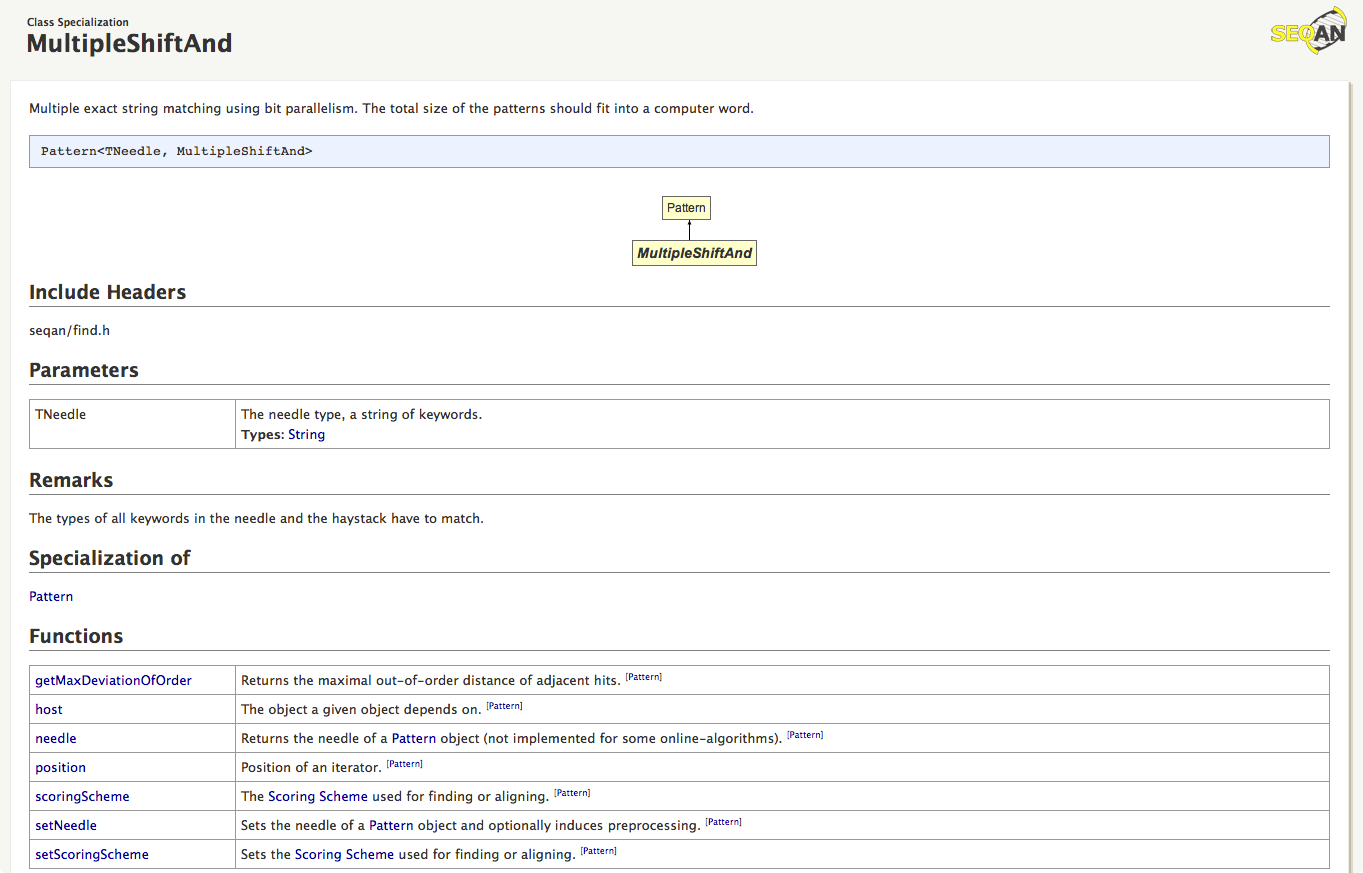 Class Specialization
MultipleShiftAnd
SEQAN
Multiple exact string matching using bit parallelism. The total size of the patterns should fit into a computer word.
Pattern<TNeedle, MultipleShiftAnd>
Pattern
MultipleShiftAnd
Include Headers
seqan/find.h
Parameters
TNeedle The needle type, a string of keywords.
Types: String
Remarks
The types of all keywords in the needle and the haystack have to match.
Specialization of
Pattern
Functions
getMaxDeviationOfOrder Returns the maximal out-of-order distance of adjacent hits. [Pattern]
host The object a given object depends on. [Pattern]
needle Returns the needle of a Pattern object (not implemented for some online-algorithms). [Pattern]
position Position of an iterator. [Pattern]
scoringScheme The Scoring Scheme used for finding or aligning. [Pattern]
setNeedle Sets the needle of a Pattern object and optionally induces preprocessing. [Pattern]
setScoringScheme Sets the Scoring Scheme used for finding or aligning. [Pattern]